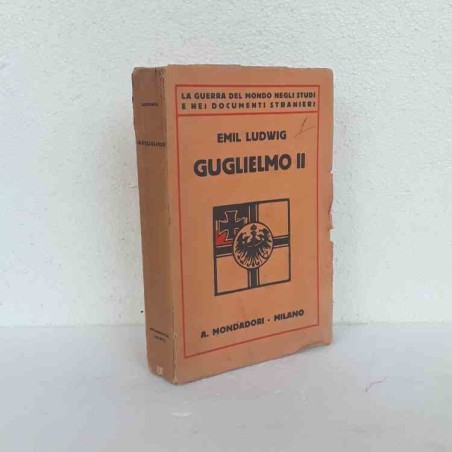 LA GUERRA DEL MONDO NEGLI STUDI
E NEI DOCUMENTI STRANIERI
EMIL LUDWIG
GUGLIELMO II
A. MONDADORI - MILANO